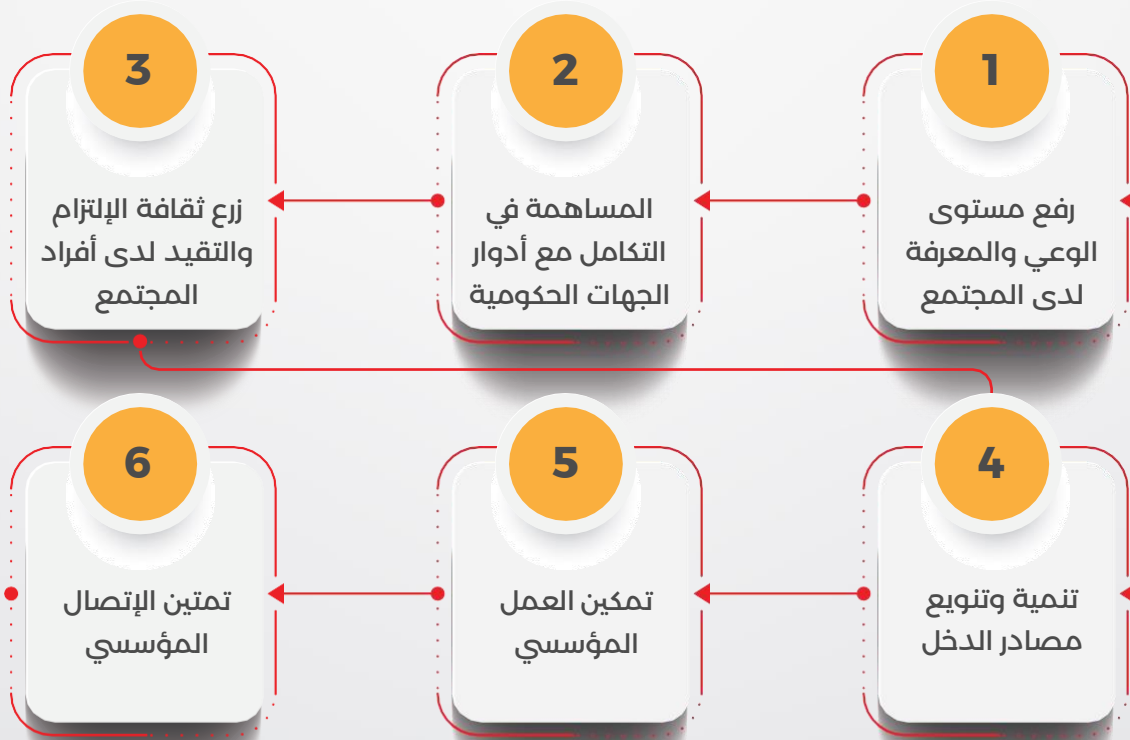 1
رفع مستوى
الوعي والمعرفة
لدى المجتمع
2
المساهمة في
التكامل مع أدوار
الجهات الحكومية
3
زرع ثقافة الإلتزام
والتقيد لدى أفراد
المجتمع
4
تنمية وتنويع
مصادر الدخل
5
تمكين العمل
المؤسسي
6
تمتين الإتصال
المؤسسي